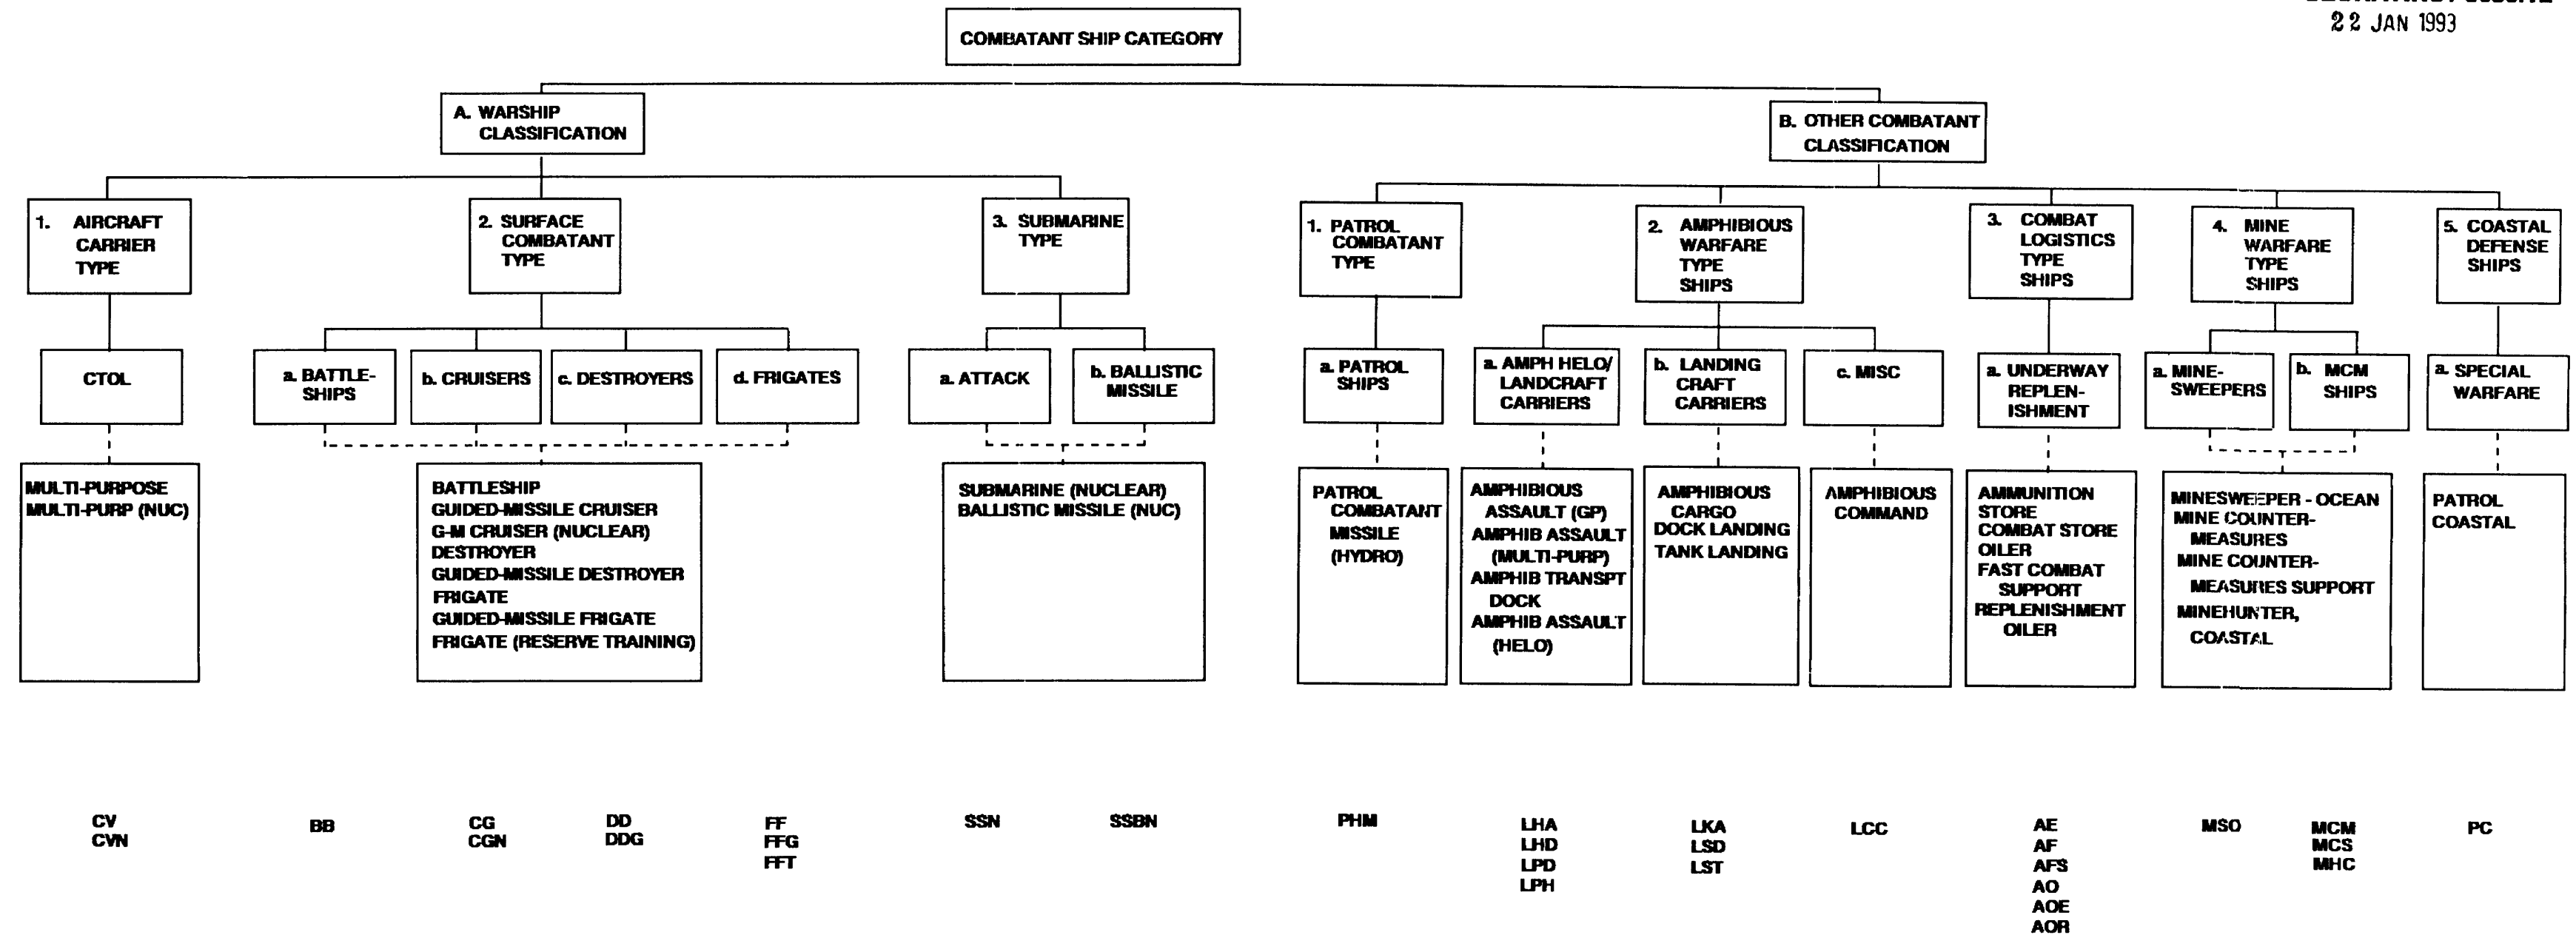 22 JAN 1993
COMBATANT SHIP CATEGORY
A. WARSHIP
CLASSIFICATION
B. OTHER COMBATANT
CLASSIFICATION
1. AIRCRAFT
CARRIER
TYPE
2. SURFACE
COMBATANT
TYPE
3. SUBMARINE
TYPE
1. PATROL
COMBATANT
TYPE
2. AMPHIBIOUS
WARFARE
TYPE
SHIPS
3. COMBAT
LOGISTICS
TYPE
SHIPS
4. MINE
WARFARE
TYPE
SHIPS
5. COASTAL
DEFENSE
SHIPS
CTOL
a. BATTLE-
SHIPS
b. CRUISERS
c. DESTROYERS
d. FRIGATES
a. ATTACK
b. BALLISTIC
MISSILE
a. PATROL
SHIPS
a. AMPH HELO/
LANDCRAFT
CARRIERS
b. LANDING
CRAFT
CARRIERS
c. MISC
a. UNDERWAY
REPLEN-
ISHMENT
a. MINE-
SWEEPERS
b. MCM
SHIPS
a. SPECIAL
WARFARE
MULTI-PURPOSE
MULTI-PURP (NUC)
BATTLESHIP
GUIDED-MISSILE CRUISER
G-M CRUISER (NUCLEAR)
DESTROYER
GUIDED-MISSILE DESTROYER
FRIGATE
GUIDED-MISSILE FRIGATE
FRIGATE (RESERVE TRAINING)
SUBMARINE (NUCLEAR)
BALLISTIC MISSILE (NUC)
PATROL
COMBATANT
MISSILE
(HYDRO)
AMPHIBIOUS
ASSAULT (GP)
AMPHIB ASSAULT
(MULTI-PURP)
AMPHIB TRANSPT
DOCK
AMPHIB ASSAULT
(HELO)
AMPHIBIOUS
CARGO
DOCK LANDING
TANK LANDING
AMPHIBIOUS
COMMAND
AMMUNITION
STORE
COMBAT STORE
OILER
FAST COMBAT
SUPPORT
REPLENISHMENT
OILER
MINESWEEPER - OCEAN
MINE COUNTER-
MEASURES
MINE COUNTER-
MEASURES SUPPORT
MINEHUNTER,
COASTAL
PATROL
COASTAL
CV
CVN
BB
CG
CGN
DD
DDG
FF
FFG
FFT
SSN
SSBN
PHM
LHA
LHD
LPD
LPH
LKA
LSD
LST
LCC
AE
AF
AFS
AO
AOE
AOR
MSO
MCM
MCS
MHC
PC